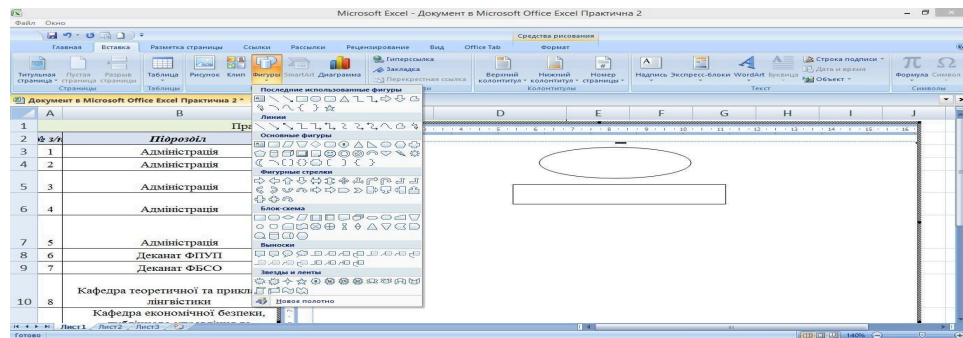 Microsoft Excel - Документ в Microsoft Office Excel Практична 2
Файл Окно
Средства рисования
Главная Вставка Разметка страницы Ссылки Рассылки Рецензирование Вид Office Tab Формат
Титульная страница Пустая страница Разрыв страницы Таблица Рисунок Клип Фигуры SmartArt Диаграмма Гиперссылка Закладка Перекрестная ссылка Верхний колонтитул Нижний колонтитул Номер страницы Надпись Экспресс-блоки WordArt Буквица Строка подписи Дата и время Объект Формула Символ
Страницы Таблицы Колонтитулы Текст Символы
Документ в Microsoft Office Excel Практична 2 *
Последние использованные фигуры
Линии
Основные фигуры
Фигурные стрелки
Блок-схема
Выноски
Звезды и ленты
Новое полотно
A B D E F G H I J
1 Пра
2 № з/п Підрозділ
3 1 Адміністрація
4 2 Адміністрація
5 3 Адміністрація
6 4 Адміністрація
7 5 Адміністрація
8 6 Деканат ФПУП
9 7 Деканат ФБСО
Кафедра теоретичної та прикл
10 8 лінгвістики
Кафедра економічної безпеки,
Лист1 Лист2 Лист3
Готово 140%